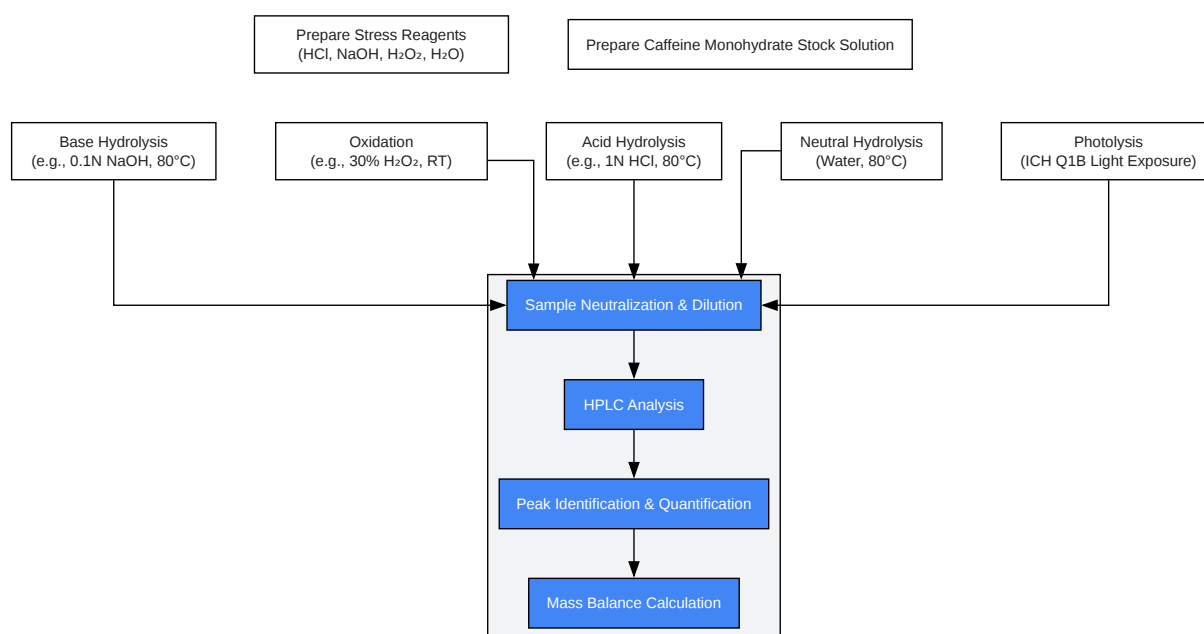 Prepare Stress Reagents
(HCl, NaOH, H₂O₂, H₂O)
Prepare Caffeine Monohydrate Stock Solution
Base Hydrolysis
(e.g., 0.1N NaOH, 80°C)
Oxidation
(e.g., 30% H₂O₂, RT)
Acid Hydrolysis
(e.g., 1N HCl, 80°C)
Neutral Hydrolysis
(Water, 80°C)
Photolysis
(ICH Q1B Light Exposure)
Sample Neutralization & Dilution
HPLC Analysis
Peak Identification & Quantification
Mass Balance Calculation